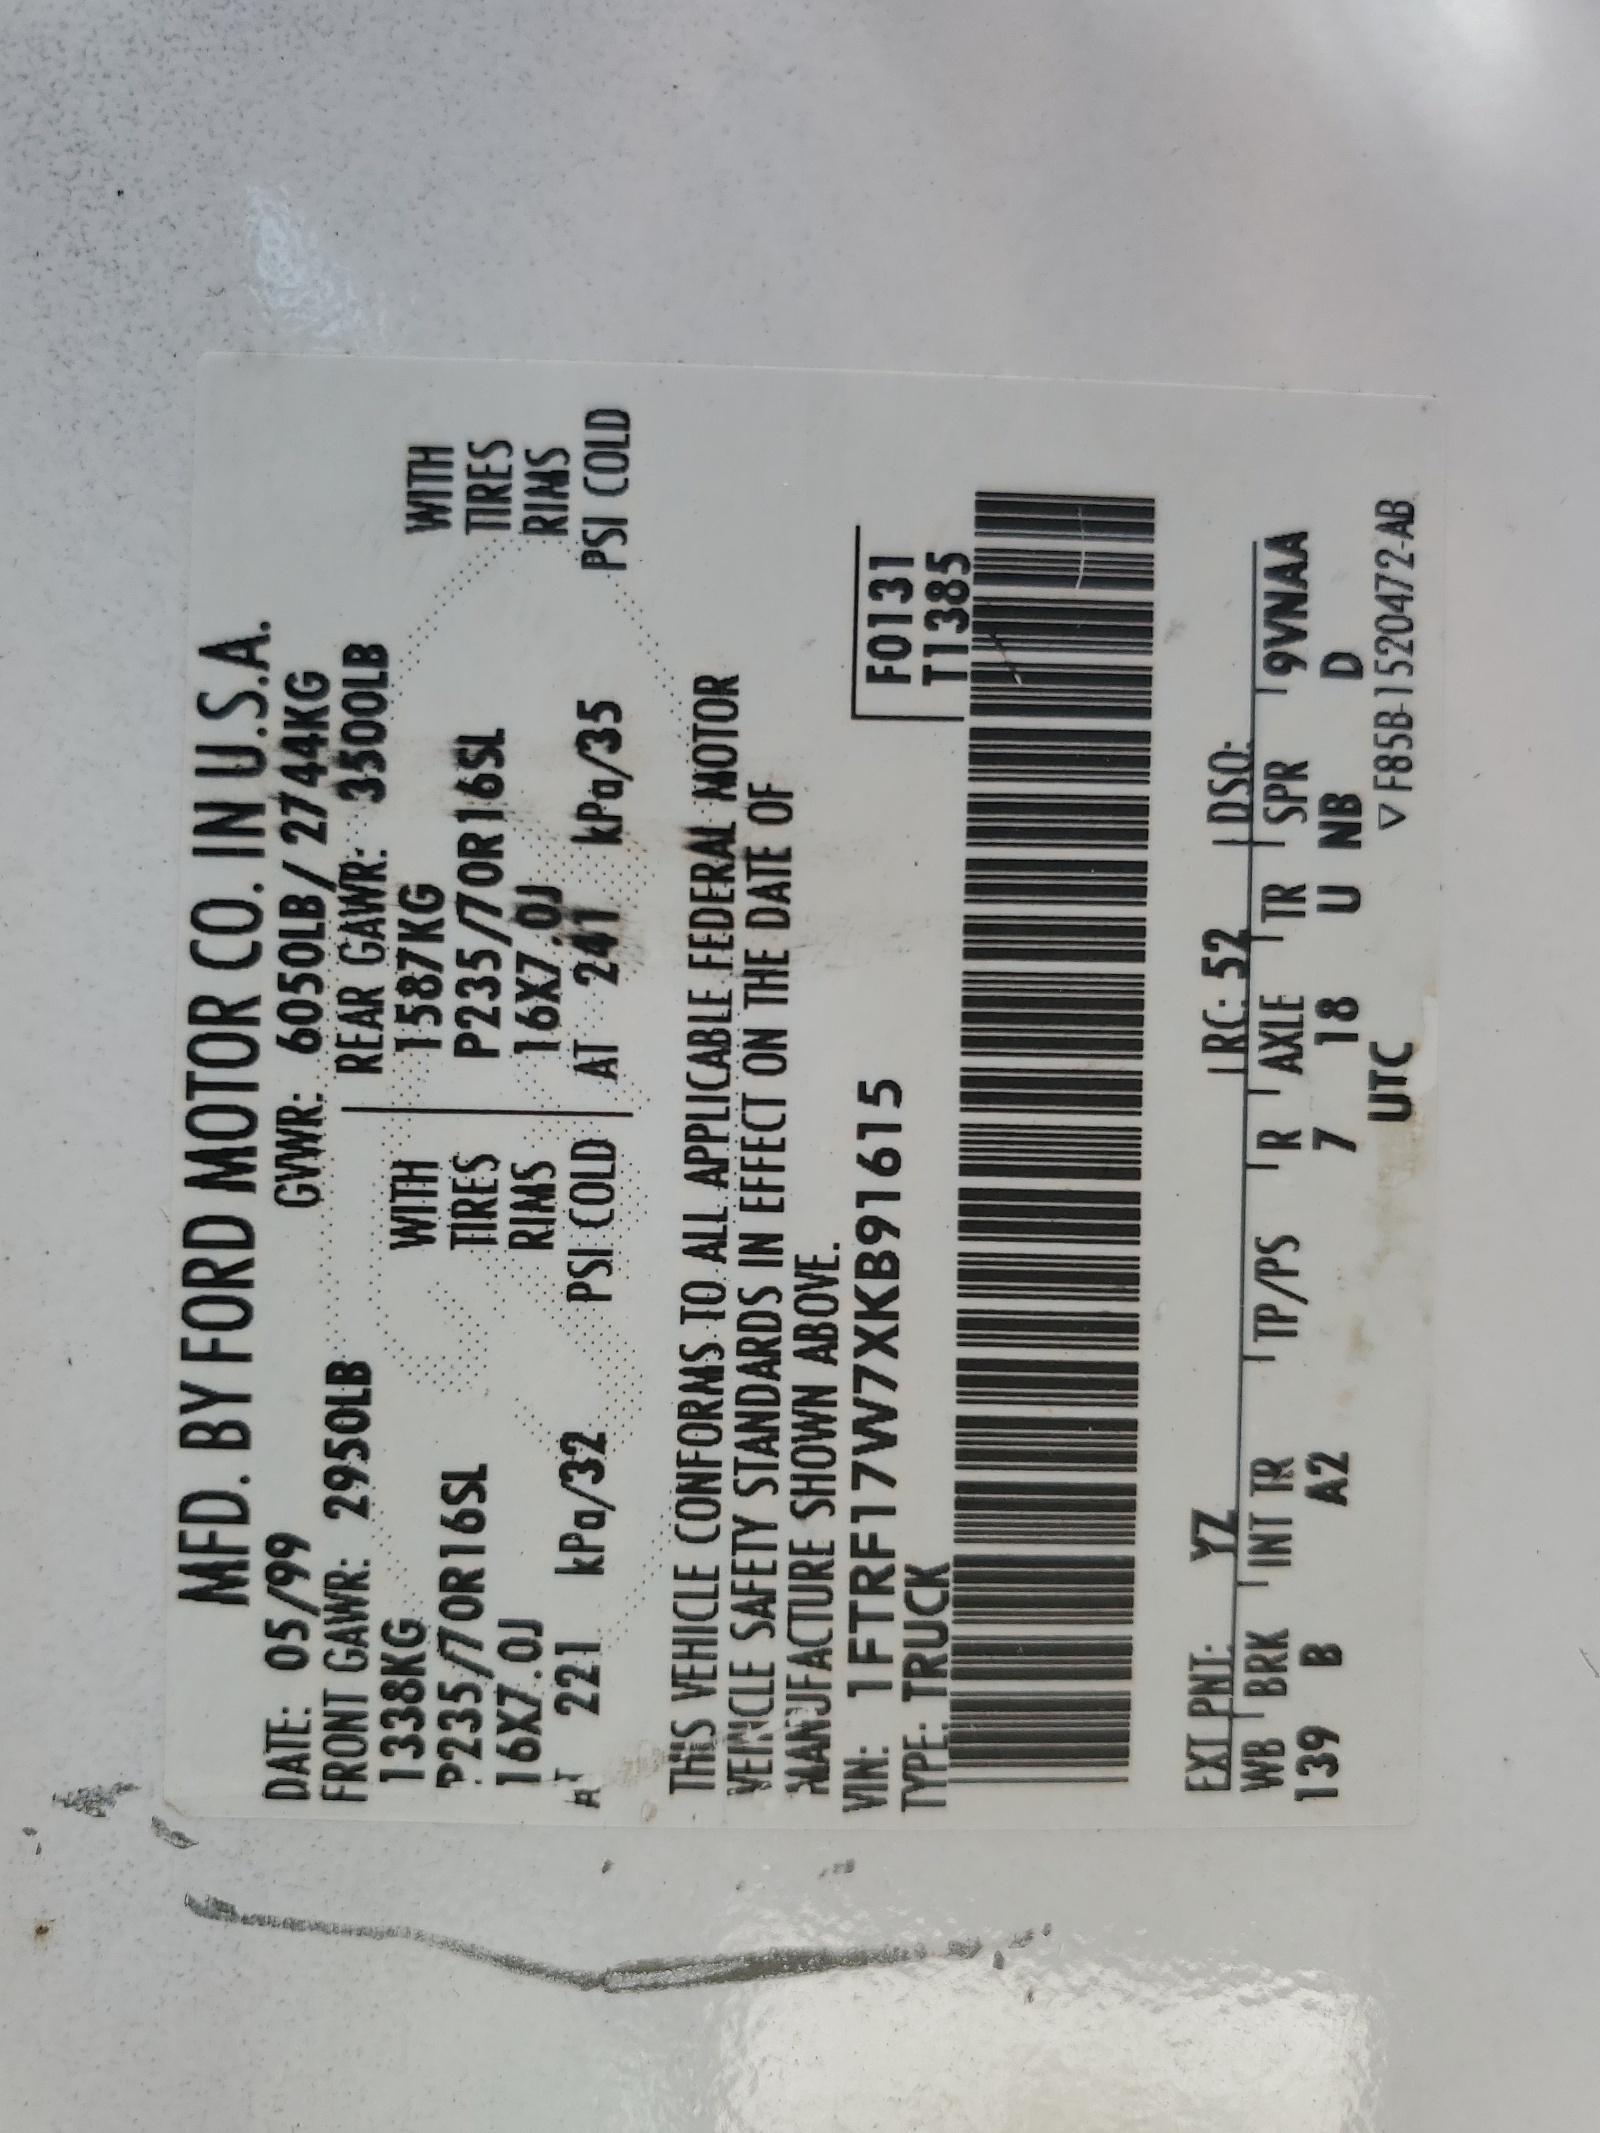 MFD. BY FORD MOTOR CO. IN U.S.A.
DATE: 05/99 GVWR: 6050LB/ 2744KG
FRONT GAWR: 2950LB REAR GAWR: 3500LB
1338KG WITH 1587KG WITH
P235/70R16SL TIRES P235/70R16SL TIRES
16X7.0J RIMS 16X7.0J RIMS
AT 221 kPa/32 PSI COLD AT 241 kPa/35 PSI COLD
THIS VEHICLE CONFORMS TO ALL APPLICABLE FEDERAL MOTOR
VEHICLE SAFETY STANDARDS IN EFFECT ON THE DATE OF
MANUFACTURE SHOWN ABOVE.
VIN: 1FTRF17W7XKB91615 F0131
TYPE: TRUCK T1385
EXT PNT: YZ RC: 52 DSO:
WB BRK INT TR TP/PS R AXLE TR SPR 9VNAA
139 B A2 7 18 U NB D
UTC ▽F85B-1520472-AB